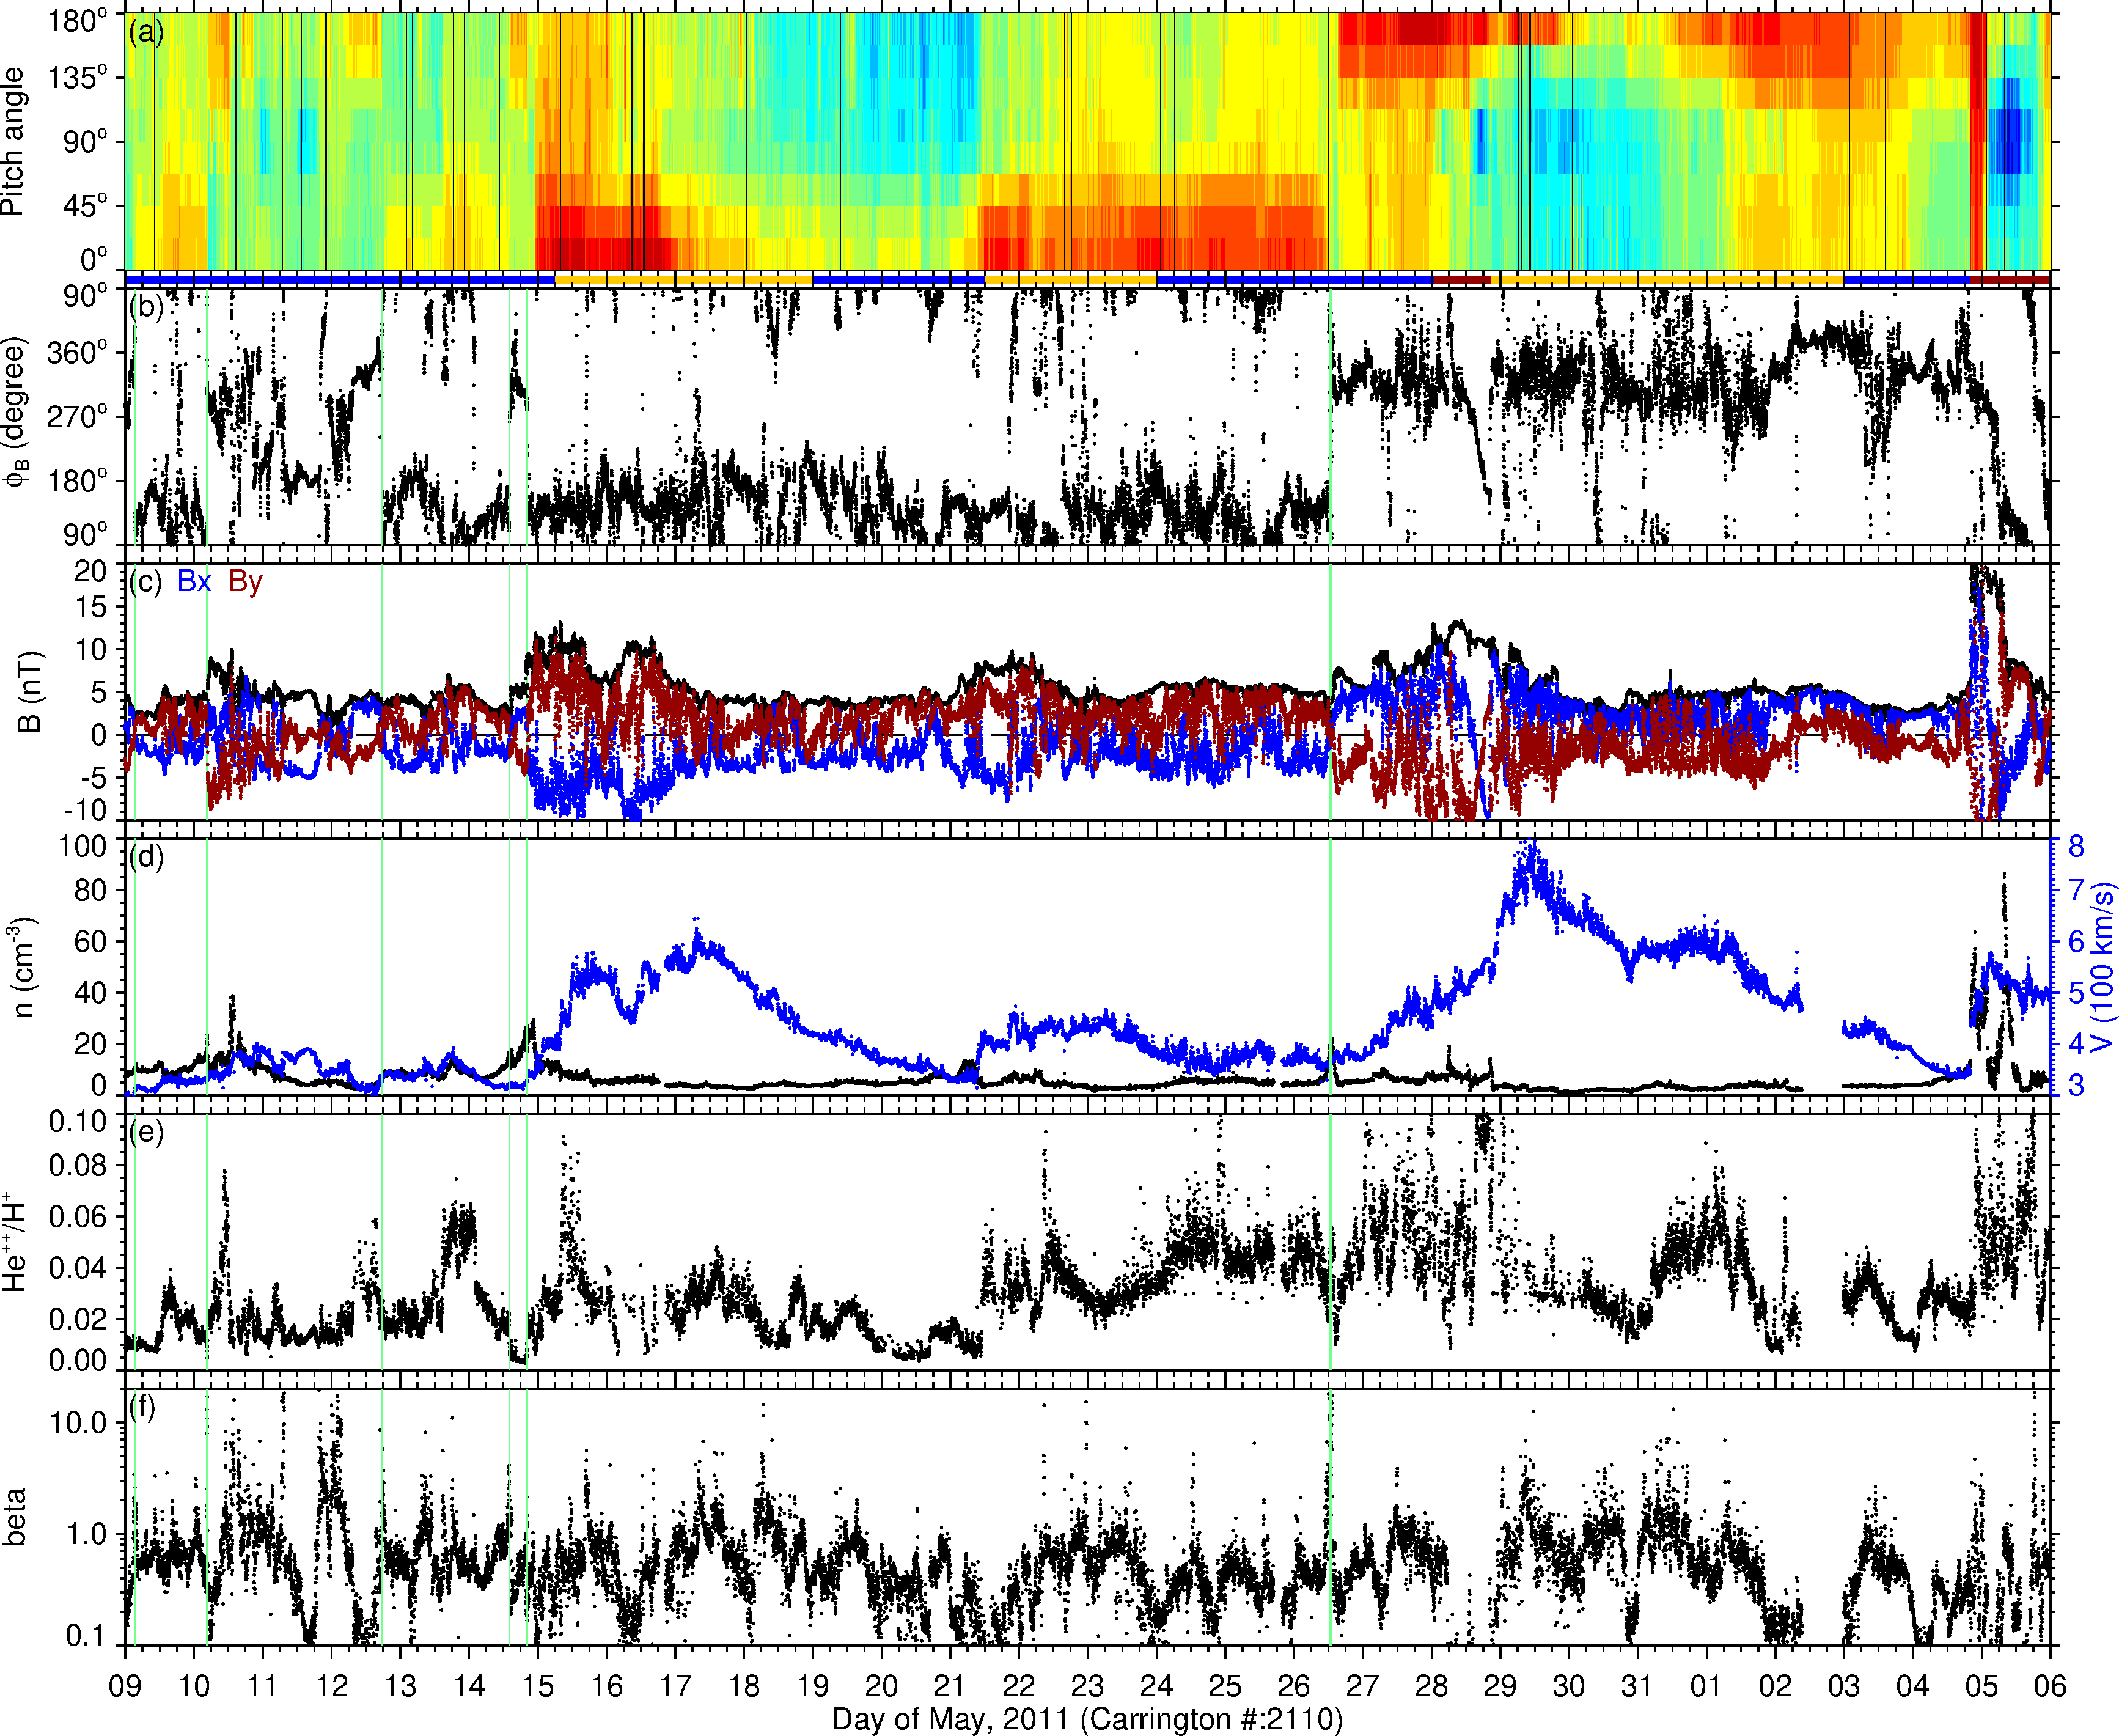 (a)
Pitch angle
180°
135°
90°
45°
0°
(b)
ϕB (degree)
90°
360°
270°
180°
90°
(c) Bx By
B (nT)
20
15
10
5
0
-5
-10
(d)
n (cm-3)
100
80
60
40
20
0
V (100 km/s)
8
7
6
5
4
3
(e)
He++/H+
0.10
0.08
0.06
0.04
0.02
0.00
(f)
beta
10.0
1.0
0.1
09 10 11 12 13 14 15 16 17 18 19 20 21 22 23 24 25 26 27 28 29 30 31 01 02 03 04 05 06
Day of May, 2011 (Carrington #:2110)